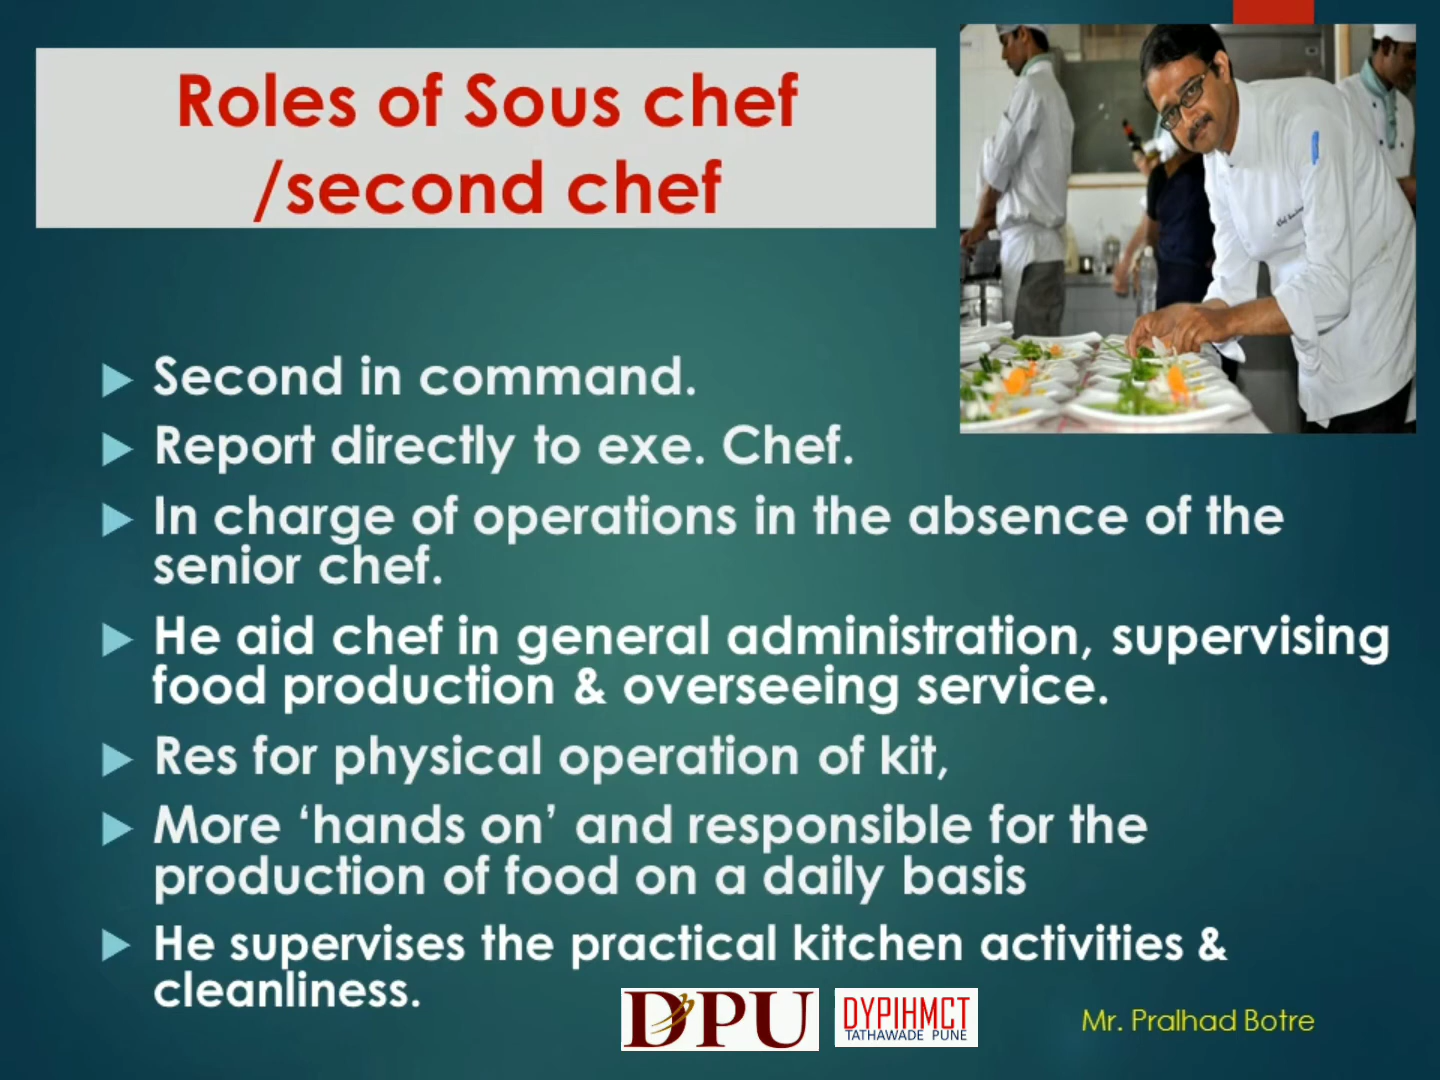 Roles of Sous chef
/second chef
Second in command.
Report directly to exe. Chef.
In charge of operations in the absence of the
senior chef.
He aid chef in general administration, supervising
food production & overseeing service.
Res for physical operation of kit,
More ‘hands on’ and responsible for the
production of food on a daily basis
He supervises the practical kitchen activities &
cleanliness.
DPU
DYPIHMCT
TATHAWADE PUNE
Mr. Pralhad Botre